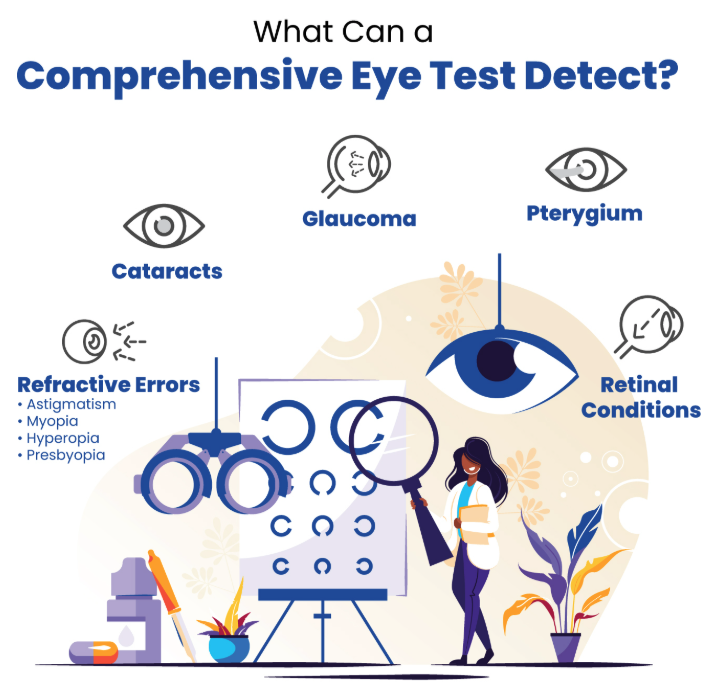 What Can a
Comprehensive Eye Test Detect?
Glaucoma
Pterygium
Cataracts
Refractive Errors
• Astigmatism
• Myopia
• Hyperopia
• Presbyopia
Retinal
Conditions